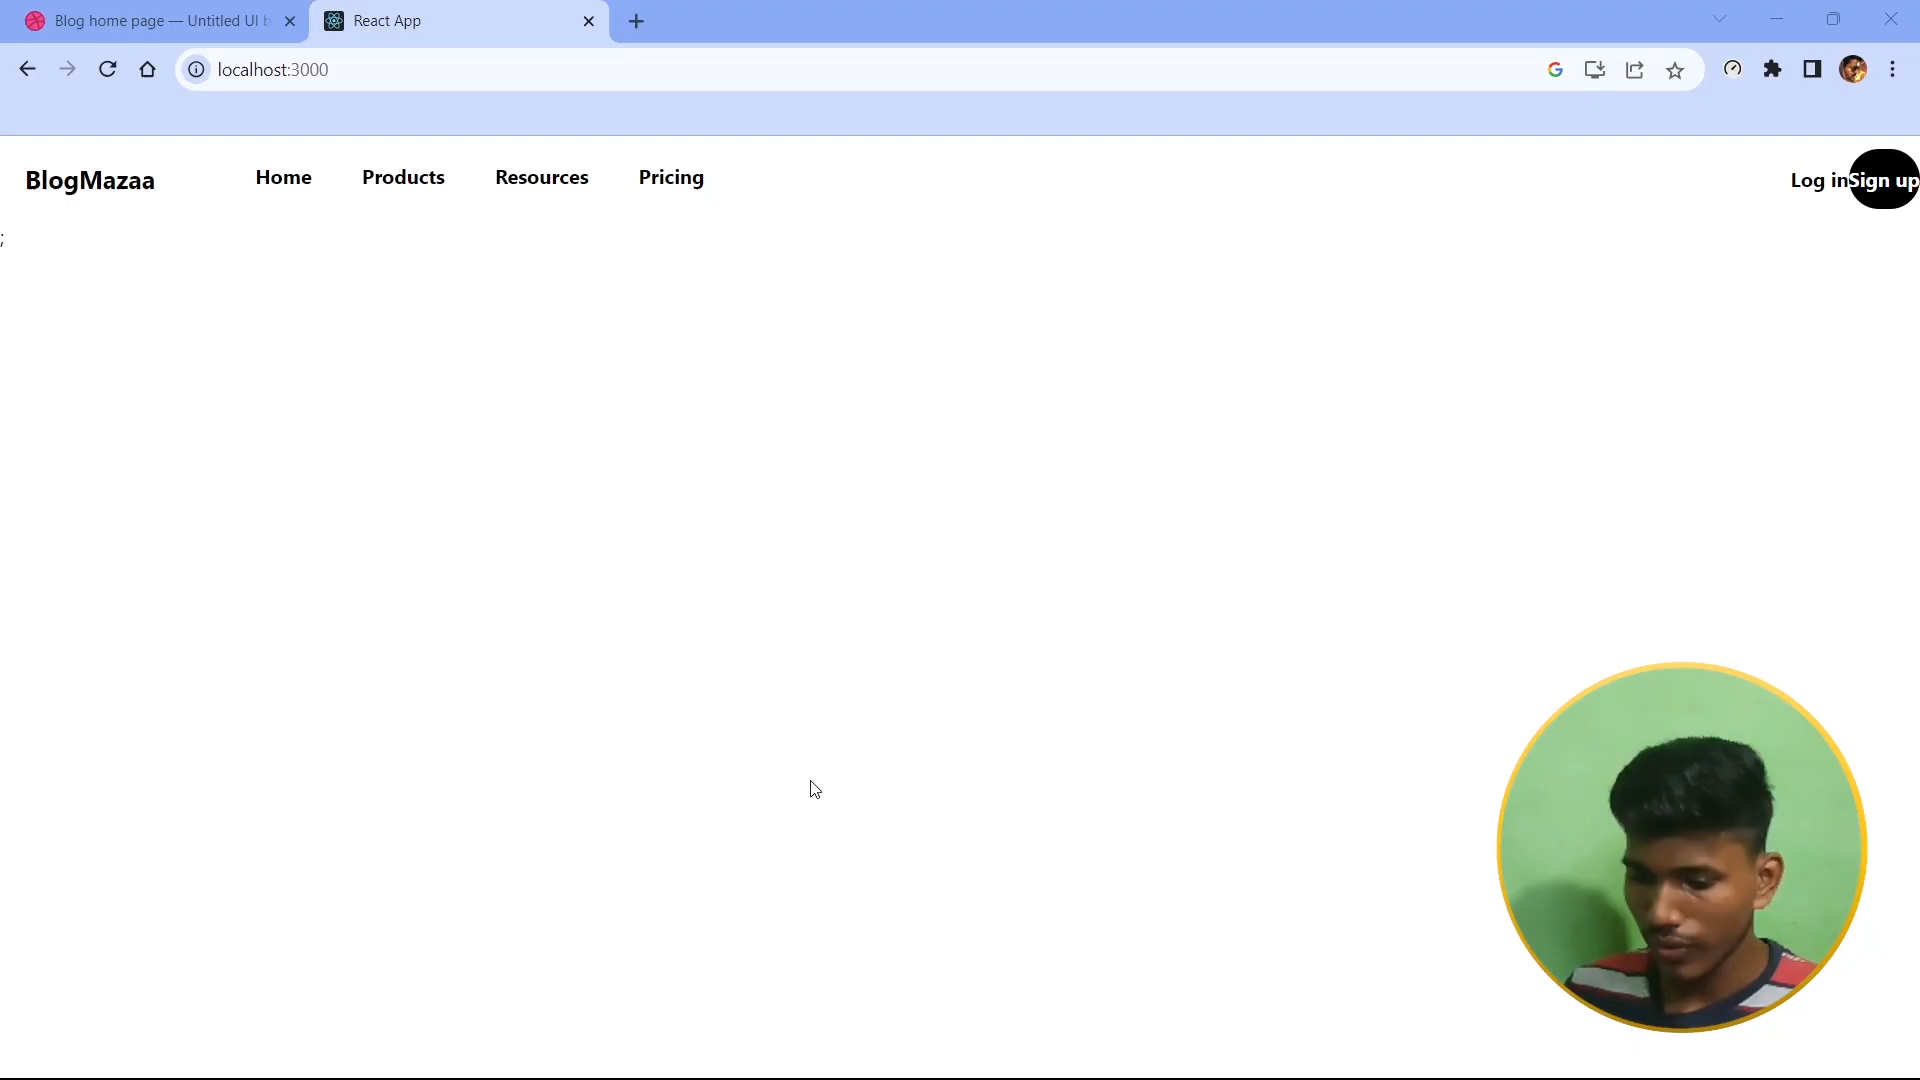 Blog home page — Untitled UI
React App
localhost:3000
BlogMazaa Home Products Resources Pricing Log in Sign up
;